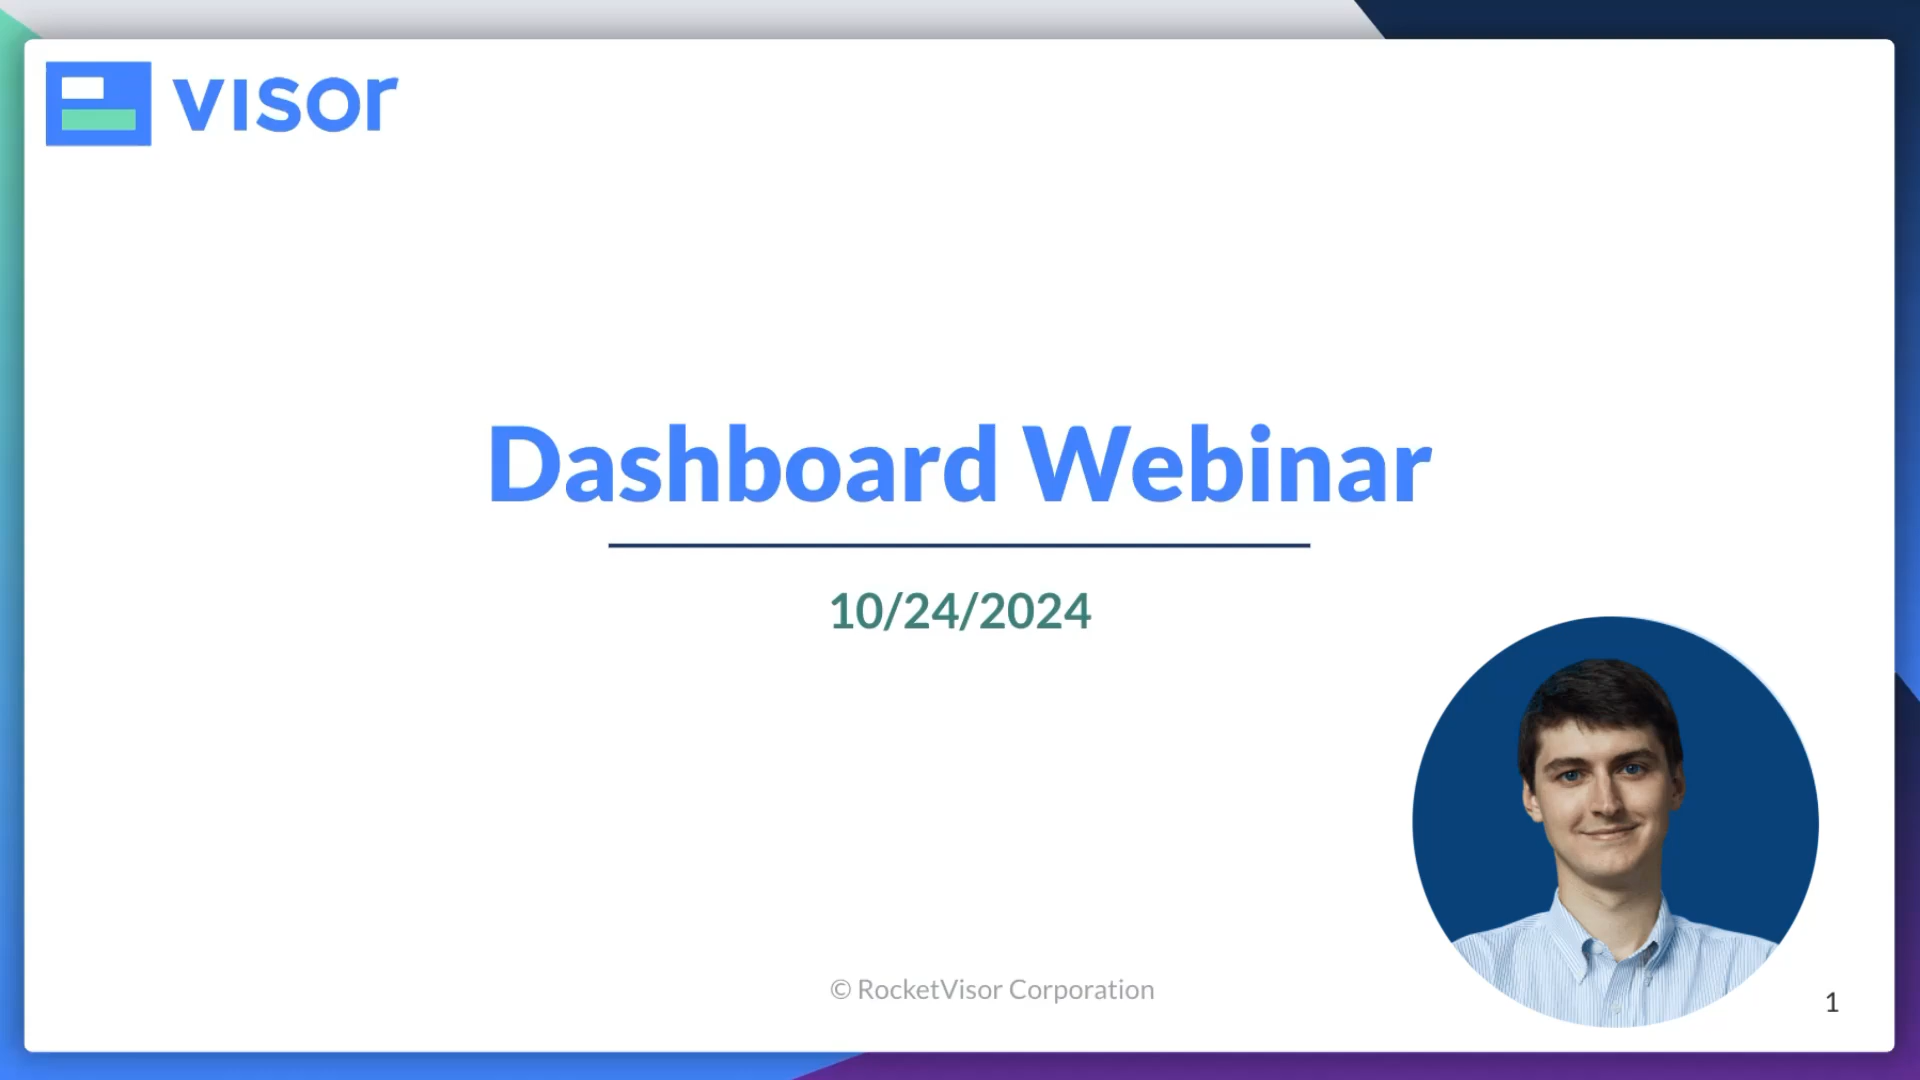 visor
Dashboard Webinar
10/24/2024
© RocketVisor Corporation
1